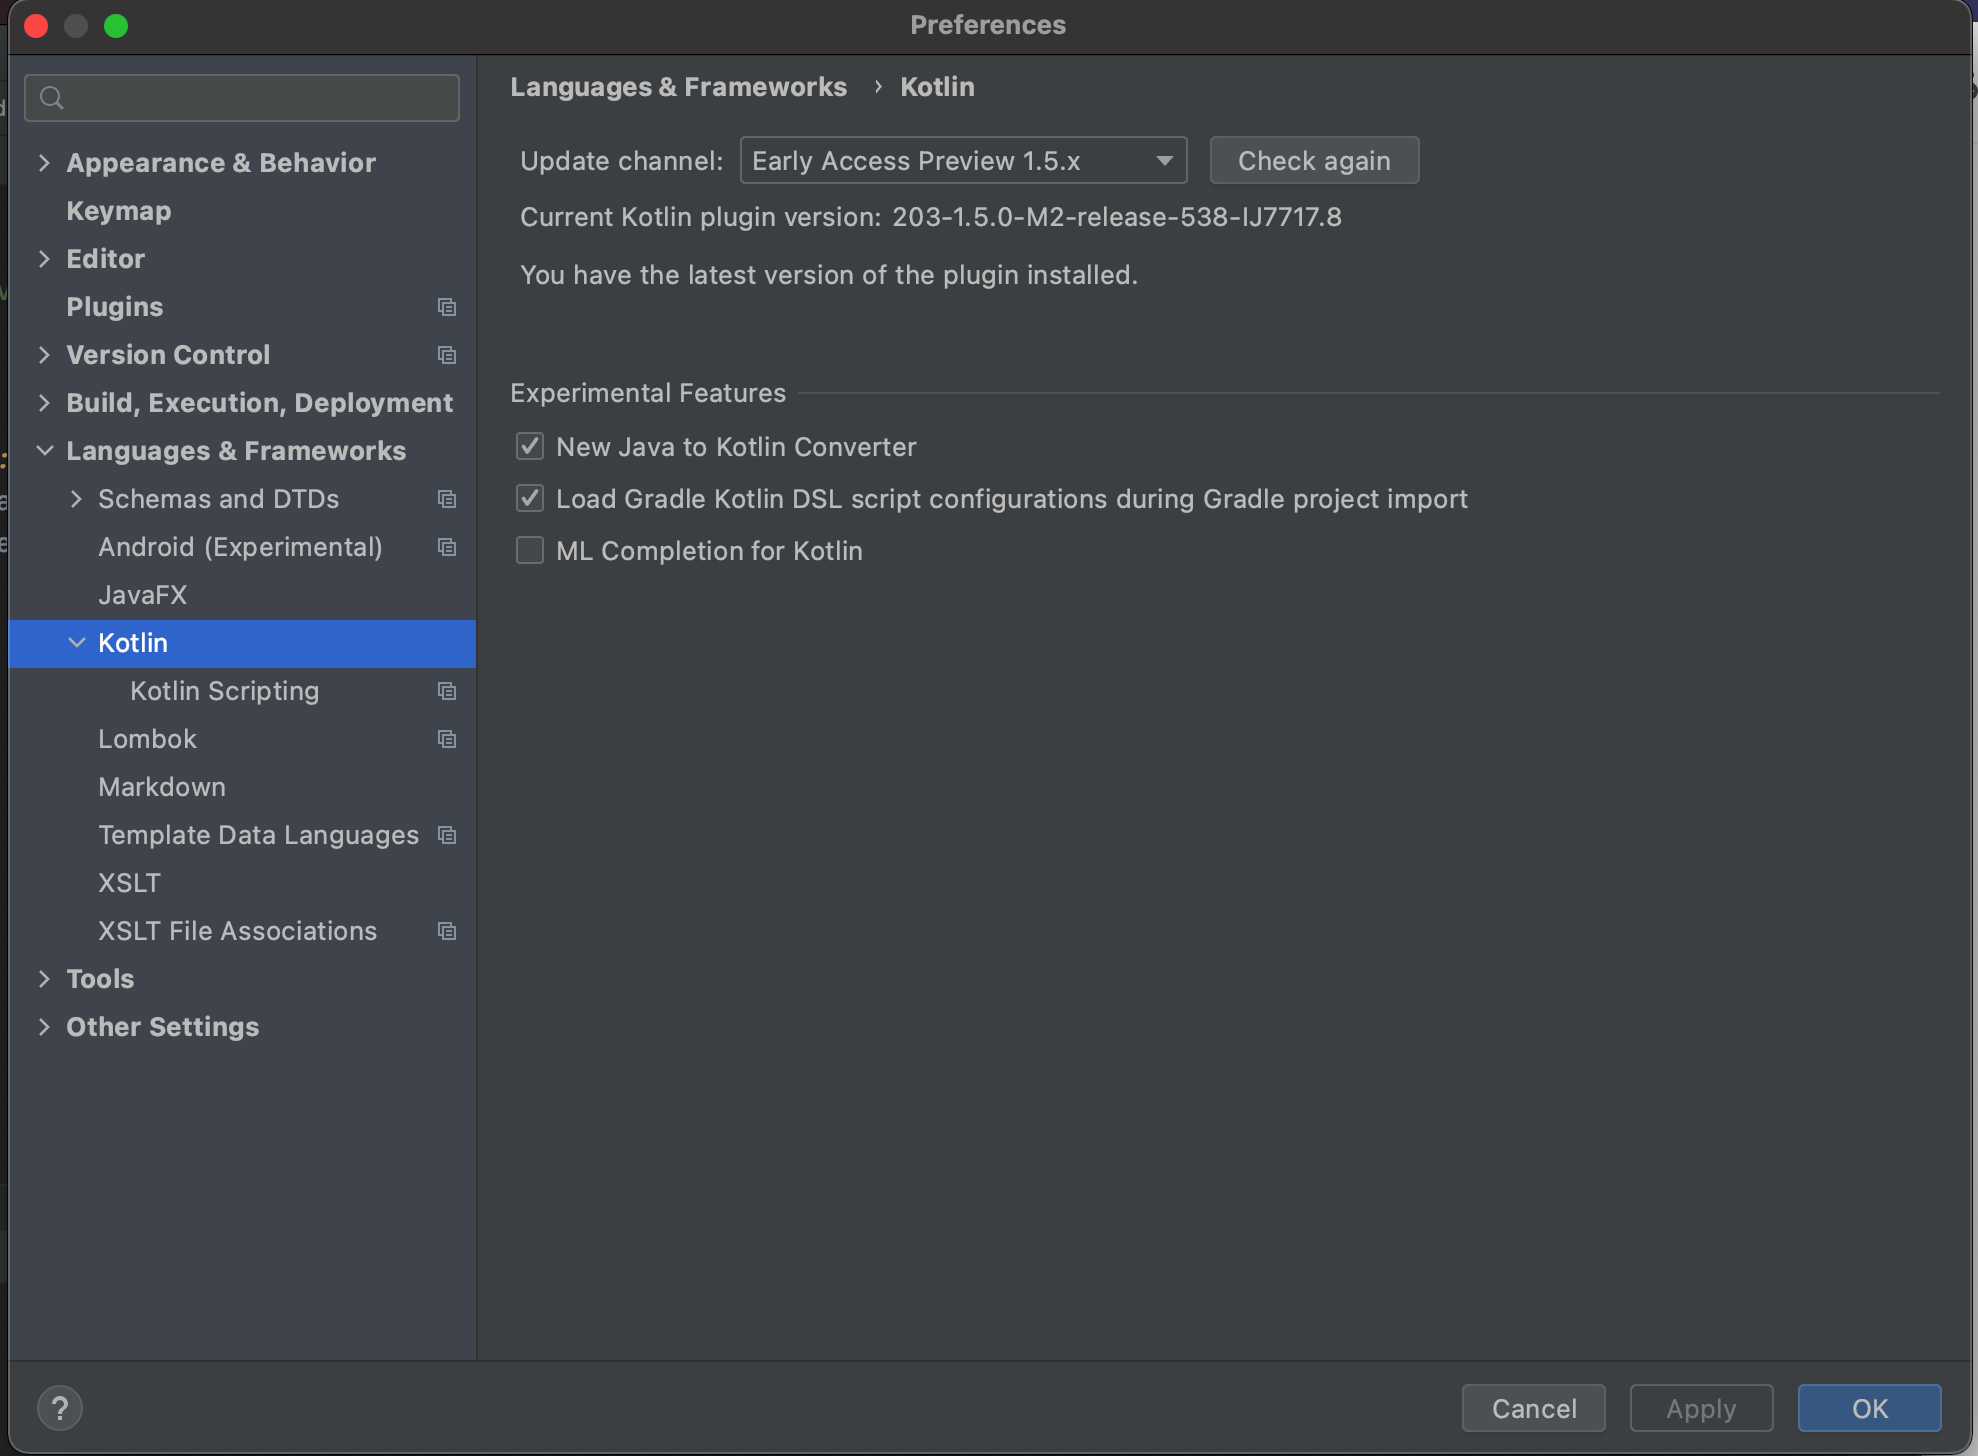 Preferences
Appearance & Behavior
Keymap
Editor
Plugins
Version Control
Build, Execution, Deployment
Languages & Frameworks
Schemas and DTDs
Android (Experimental)
JavaFX
Kotlin
Kotlin Scripting
Lombok
Markdown
Template Data Languages
XSLT
XSLT File Associations
Tools
Other Settings
Languages & Frameworks › Kotlin
Update channel: Early Access Preview 1.5.x Check again
Current Kotlin plugin version: 203-1.5.0-M2-release-538-IJ7717.8
You have the latest version of the plugin installed.
Experimental Features
New Java to Kotlin Converter
Load Gradle Kotlin DSL script configurations during Gradle project import
ML Completion for Kotlin
? Cancel Apply OK